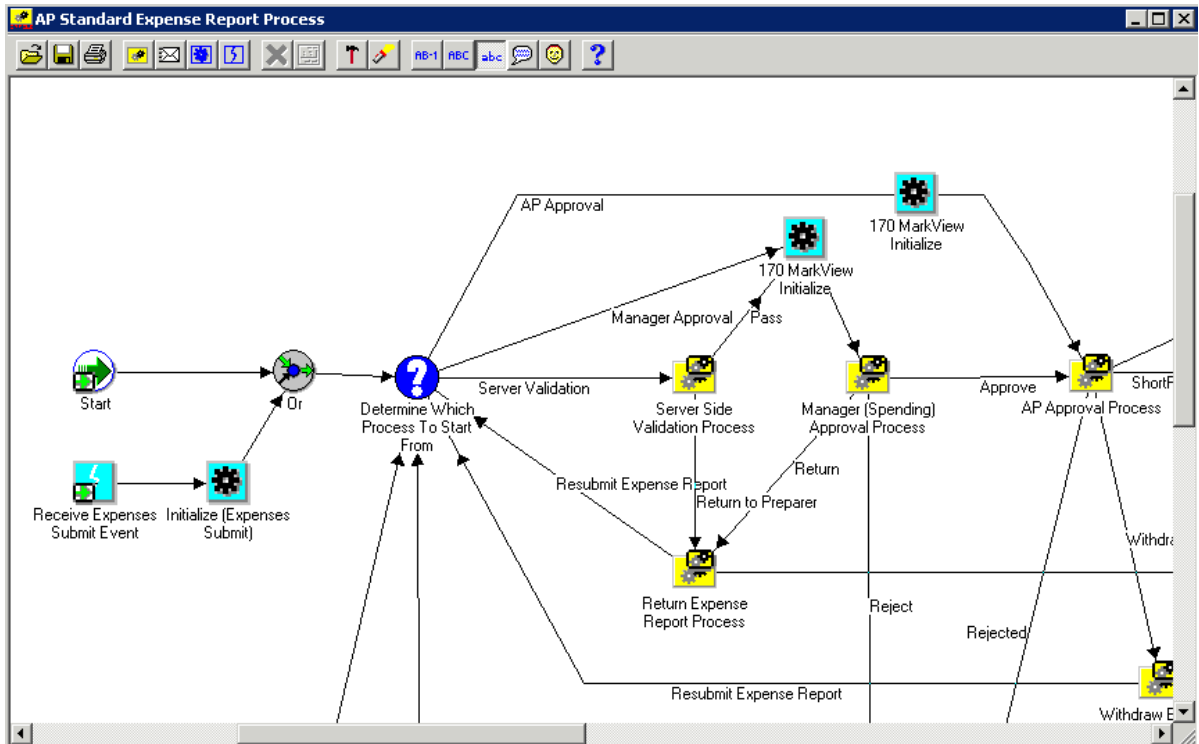 AP Standard Expense Report Process
AB-1
ABC
abc
?
AP Approval
170 MarkView
Initialize
170 MarkView
Initialize
Manager Approval
Pass
Start
Or
?
Server Validation
Approve
Determine Which
Process To Start
From
Server Side
Validation Process
Manager (Spending)
Approval Process
AP Approval Process
Receive Expenses
Submit Event
Initialize (Expenses
Submit)
Resubmit Expense Report
Return
Return to Preparer
Return Expense
Report Process
Reject
Rejected
Resubmit Expense Report